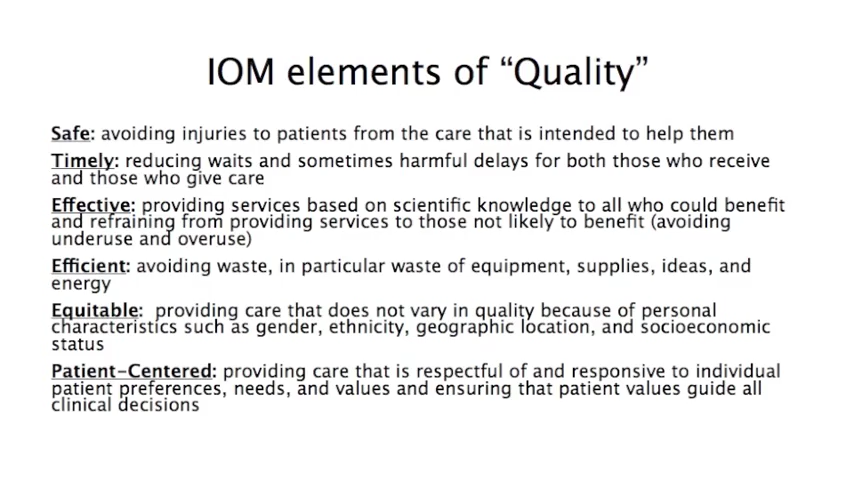 IOM elements of “Quality”
Safe: avoiding injuries to patients from the care that is intended to help them
Timely: reducing waits and sometimes harmful delays for both those who receive
and those who give care
Effective: providing services based on scientific knowledge to all who could benefit
and refraining from providing services to those not likely to benefit (avoiding
underuse and overuse)
Efficient: avoiding waste, in particular waste of equipment, supplies, ideas, and
energy
Equitable: providing care that does not vary in quality because of personal
characteristics such as gender, ethnicity, geographic location, and socioeconomic
status
Patient-Centered: providing care that is respectful of and responsive to individual
patient preferences, needs, and values and ensuring that patient values guide all
clinical decisions